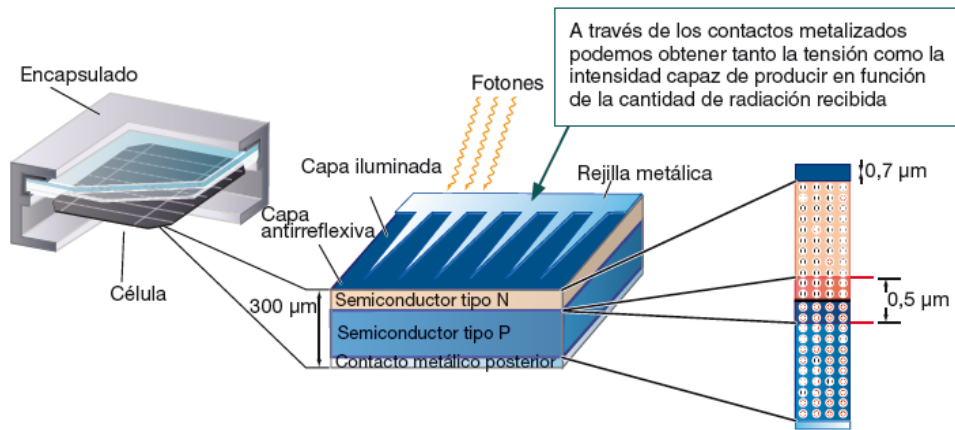 A través de los contactos metalizados
podemos obtener tanto la tensión como la
intensidad capaz de producir en función
de la cantidad de radiación recibida
Encapsulado
Fotones
Capa iluminada
Rejilla metálica
0,7 µm
Capa
antirreflexiva
Célula
300 µm
Semiconductor tipo N
0,5 µm
Semiconductor tipo P
Contacto metálico posterior